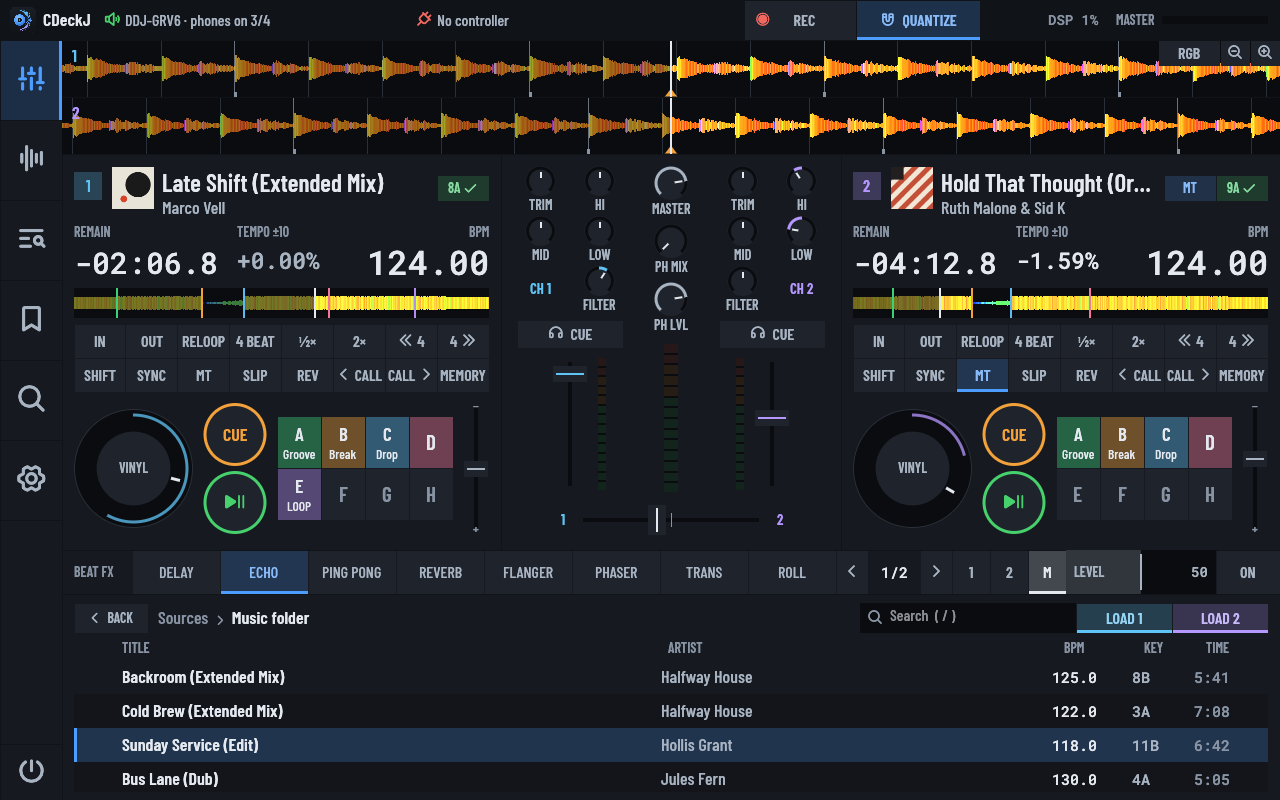 CDeckJ DDJ-GRV6 · phones on 3/4 No controller REC QUANTIZE DSP 1% MASTER
1 RGB
2
1 Late Shift (Extended Mix) 8A
Marco Vell
REMAIN TEMPO ±10 BPM
-02:06.8 +0.00% 124.00
IN OUT RELOOP 4 BEAT ½× 2× 4 4
SHIFT SYNC MT SLIP REV CALL CALL MEMORY
VINYL CUE
A Groove B Break C Drop D
E LOOP F G H
- +
TRIM HI MASTER TRIM HI
MID LOW PH MIX MID LOW
CH 1 FILTER PH LVL FILTER CH 2
CUE CUE
1 2
2 Hold That Thought (Or... MT 9A
Ruth Malone & Sid K
REMAIN TEMPO ±10 BPM
-04:12.8 -1.59% 124.00
IN OUT RELOOP 4 BEAT ½× 2× 4 4
SHIFT SYNC MT SLIP REV CALL CALL MEMORY
VINYL CUE
A Groove B Break C Drop D
E F G H
- +
BEAT FX DELAY ECHO PING PONG REVERB FLANGER PHASER TRANS ROLL 1/2 1 2 M LEVEL 50 ON
BACK Sources Music folder Search ( / ) LOAD 1 LOAD 2
TITLE ARTIST BPM KEY TIME
Backroom (Extended Mix) Halfway House 125.0 8B 5:41
Cold Brew (Extended Mix) Halfway House 122.0 3A 7:08
Sunday Service (Edit) Hollis Grant 118.0 11B 6:42
Bus Lane (Dub) Jules Fern 130.0 4A 5:05